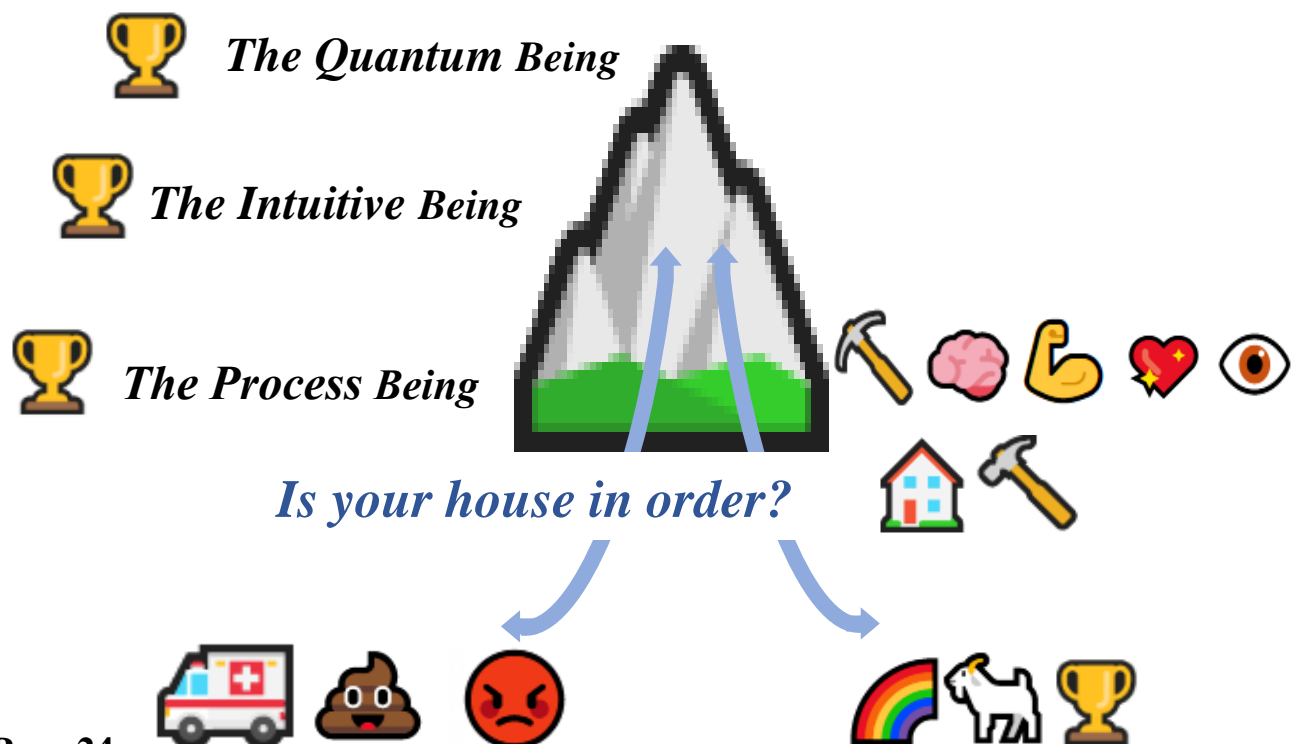 The Quantum Being
The Intuitive Being
The Process Being
Is your house in order?